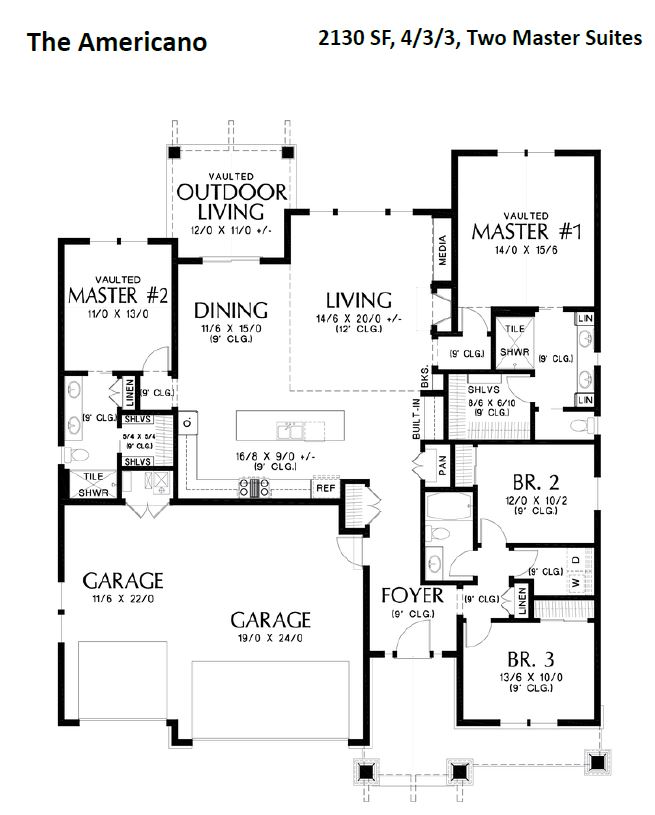 The Americano
2130 SF, 4/3/3, Two Master Suites
VAULTED
OUTDOOR
LIVING
12/0 X 11/0 +/-
VAULTED
MASTER #1
14/0 X 15/6
MEDIA
VAULTED
MASTER #2
11/0 X 13/0
DINING
11/6 X 15/0
(9' CLG.)
LIVING
14/6 X 20/0 +/-
(12' CLG.)
LIN
TILE
SHWR
(9' CLG.)
(9' CLG.)
LIN
BKS.
SHLVS
8/6 X 6/10
(9' CLG.)
BUILT-IN
LINEN
(9' CLG.)
(9' CLG.)
SHLVS
5/4 X 5/4
(9' CLG.)
SHLVS
TILE
SHWR
O.
16/8 X 9/0 +/-
(9' CLG.)
REF
PAN
BR. 2
12/0 X 10/2
(9' CLG.)
GARAGE
11/6 X 22/0
GARAGE
19/0 X 24/0
FOYER
(9' CLG.)
(9' CLG.)
W D
(9' CLG.)
LINEN
BR. 3
13/6 X 10/0
(9' CLG.)